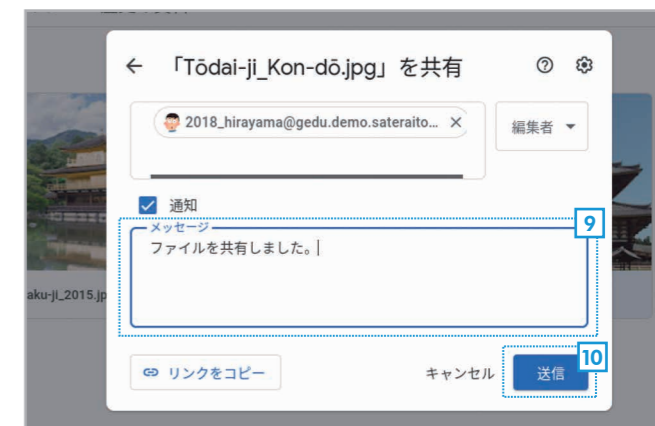 「Tōdai-ji_Kon-dō.jpg」を共有
2018_hirayama@gedu.demo.sateraito...
編集者
通知
メッセージ
9
ファイルを共有しました。
aku-ji_2015.jp
リンクをコピー
キャンセル
送信
10